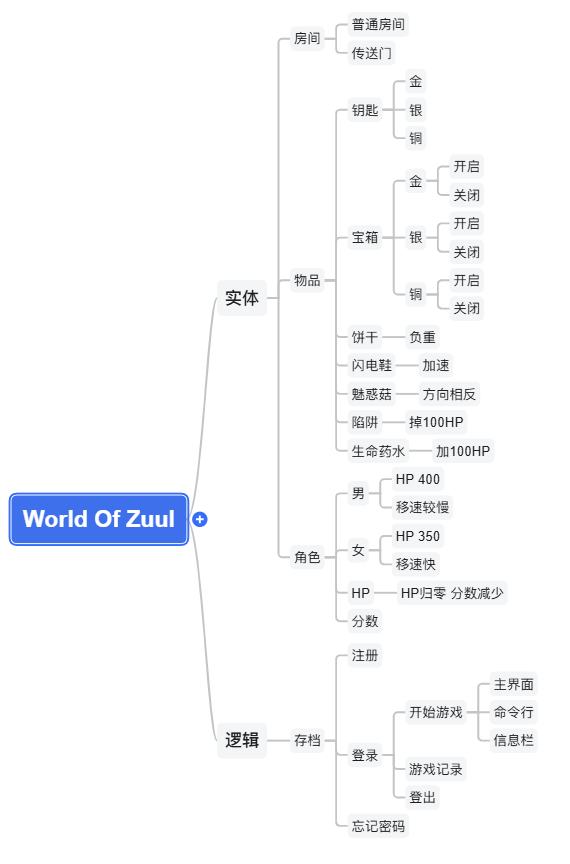 World Of Zuul
实体
房间
普通房间
传送门
物品
钥匙
金
银
铜
宝箱
金
开启
关闭
银
开启
关闭
铜
开启
关闭
饼干
负重
闪电鞋
加速
魅惑菇
方向相反
陷阱
掉100HP
生命药水
加100HP
角色
男
HP 400
移速较慢
女
HP 350
移速快
HP
HP归零 分数减少
分数
逻辑
存档
注册
登录
开始游戏
主界面
命令行
信息栏
游戏记录
登出
忘记密码